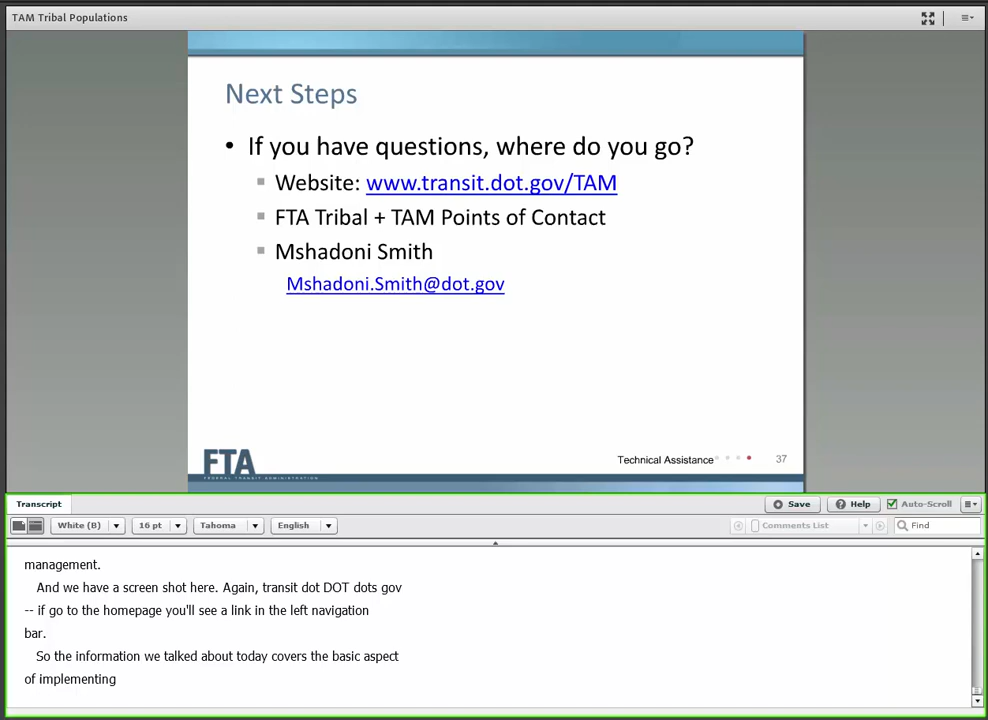 TAM Tribal Populations
Next Steps
• If you have questions, where do you go?
Website: www.transit.dot.gov/TAM
FTA Tribal + TAM Points of Contact
Mshadoni Smith
Mshadoni.Smith@dot.gov
FTA
FEDERAL TRANSIT ADMINISTRATION
Technical Assistance 37
Transcript Save Help Auto-Scroll
White (B) 16 pt Tahoma English Comments List Find
management.
And we have a screen shot here. Again, transit dot DOT dots gov
-- if go to the homepage you'll see a link in the left navigation
bar.
So the information we talked about today covers the basic aspect
of implementing